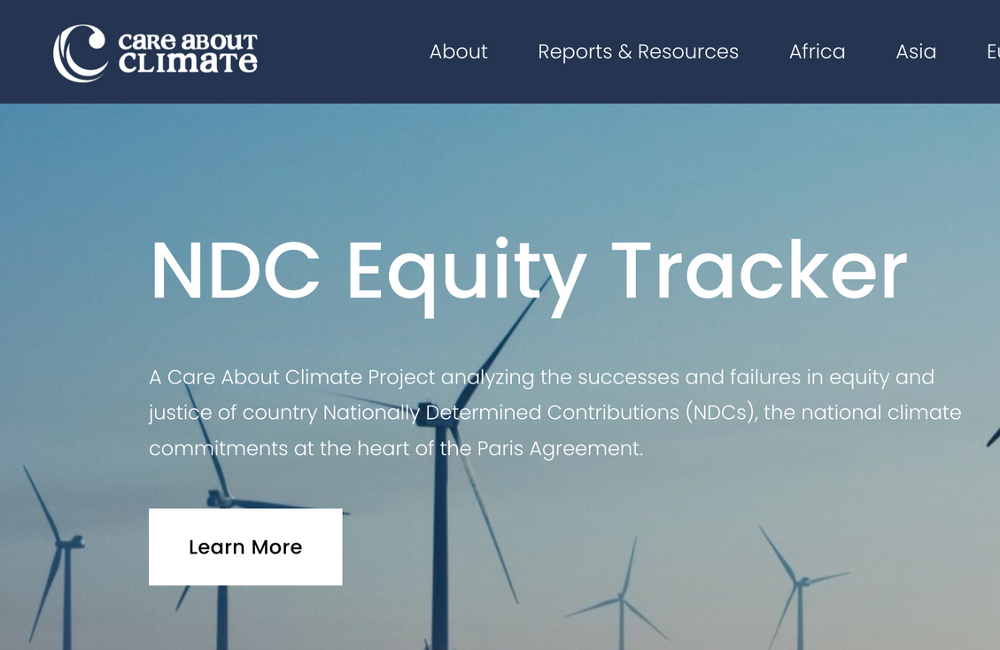 CARE ABOUT
CLIMATE
About
Reports & Resources
Africa
Asia
NDC Equity Tracker
A Care About Climate Project analyzing the successes and failures in equity and
justice of country Nationally Determined Contributions (NDCs), the national climate
commitments at the heart of the Paris Agreement.
Learn More